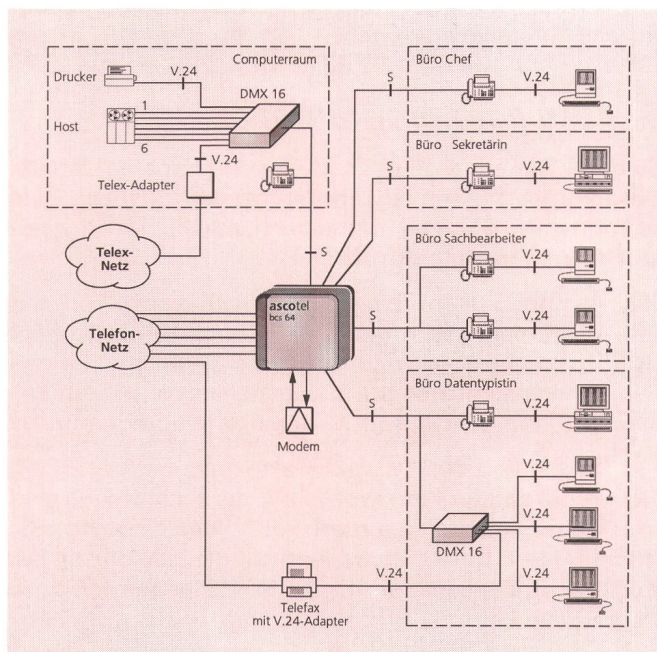 Computerraum
Drucker
V.24
DMX 16
Host
1
6
V.24
Telex-Adapter
S
Telex-
Netz
Telefon-
Netz
ascotel
bcs 64
Modem
Telefax
mit V.24-Adapter
V.24
Büro Chef
S
V.24
Büro Sekretärin
S
V.24
Büro Sachbearbeiter
V.24
S
V.24
Büro Datentypistin
S
V.24
V.24
V.24
DMX 16
V.24